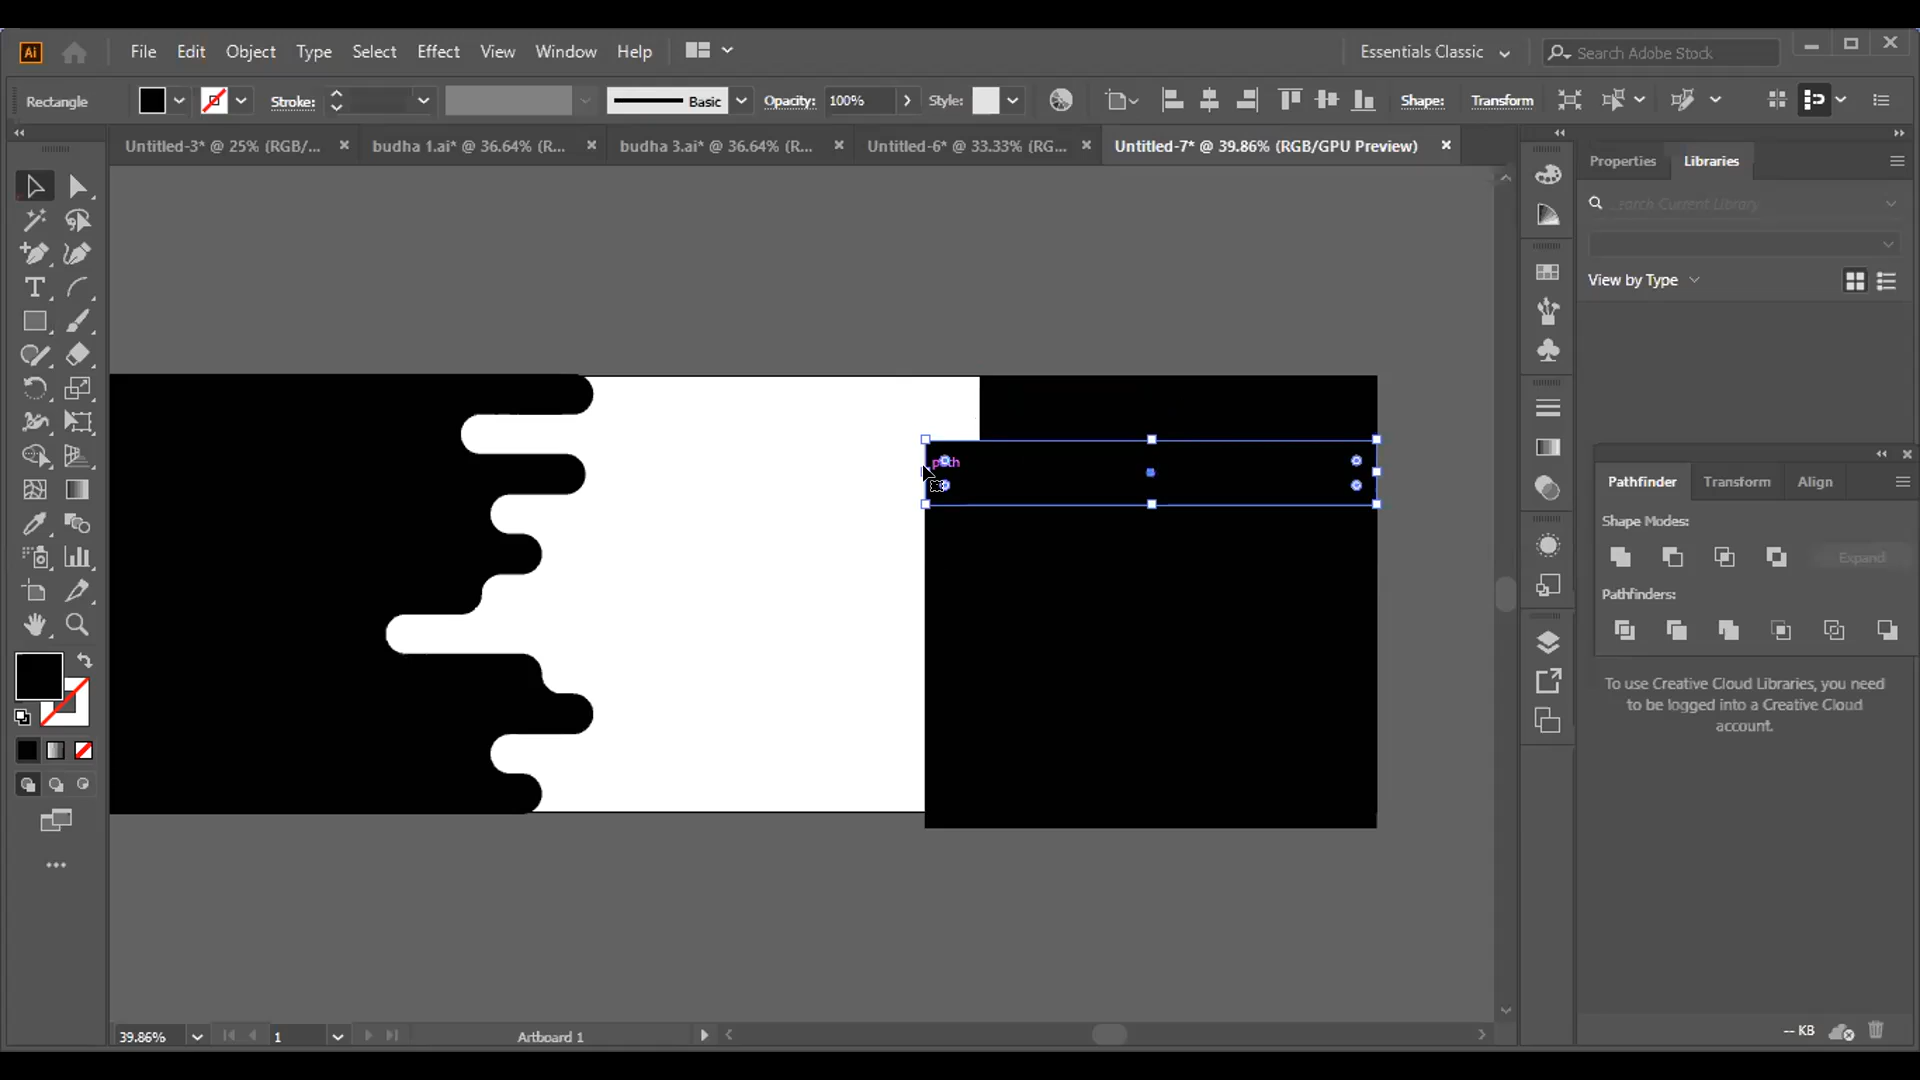 Ai File Edit Object Type Select Effect View Window Help Essentials Classic Search Adobe Stock
Rectangle Stroke: Basic Opacity: 100% Style: Shape: Transform
Untitled-3* @ 25% (RGB/... budha 1.ai* @ 36.64% (R... budha 3.ai* @ 36.64% (R... Untitled-6* @ 33.33% (RG... Untitled-7* @ 39.86% (RGB/GPU Preview)
Properties Libraries
Search Current Library
View by Type
path
Pathfinder Transform Align
Shape Modes:
Expand
Pathfinders:
To use Creative Cloud Libraries, you need
to be logged into a Creative Cloud
account.
39.86% 1 Artboard 1 -- KB